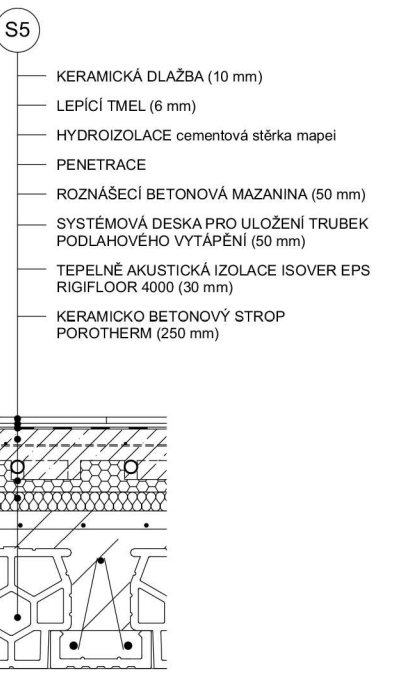 S5
KERAMICKÁ DLAŽBA (10 mm)
LEPÍCÍ TMEL (6 mm)
HYDROIZOLACE cementová stěrka mapei
PENETRACE
ROZNÁŠECÍ BETONOVÁ MAZANINA (50 mm)
SYSTÉMOVÁ DESKA PRO ULOŽENÍ TRUBEK
PODLAHOVÉHO VYTÁPĚNÍ (50 mm)
TEPELNĚ AKUSTICKÁ IZOLACE ISOVER EPS
RIGIFLOOR 4000 (30 mm)
KERAMICKO BETONOVÝ STROP
POROTHERM (250 mm)